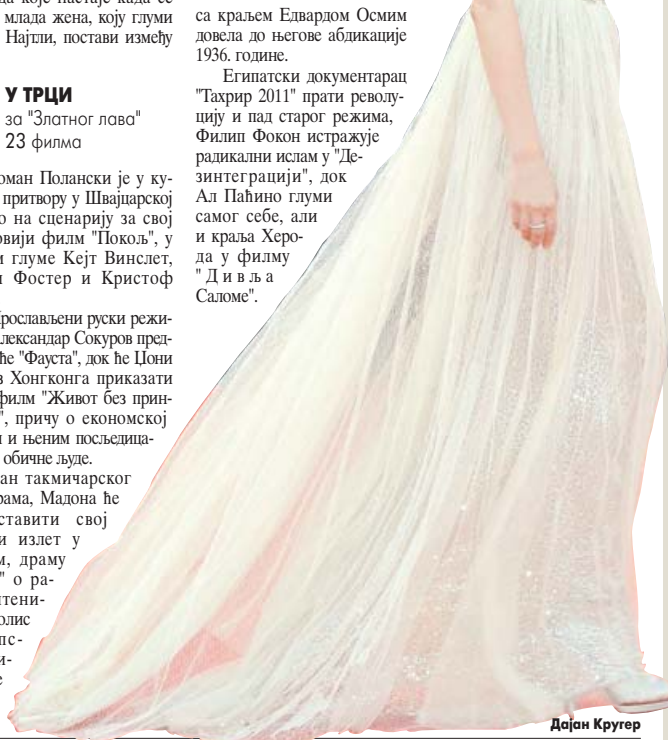 да које настаје када се
млада жена, коју глуми
Најтли, постави између
У ТРЦИ
за "Златног лава"
23 филма
оман Полански је у ку-
притвору у Швајцарској
о на сценарију за свој
овији филм "Покољ", у
и глуме Кејт Винслет,
и Фостер и Кристоф
рослављени руски режи-
лександар Сокуров пред-
ће "Фауста", док ће Џони
з Хонгконга приказати
филм "Живот без прин-
", причу о економској
и и њеним посљедица-
обичне људе.
ан такмичарског
рама, Мадона ће
ставити свој
и излет у
м, драму
" о ра-
тени-
олис
пс-
и-
е
са краљем Едвардом Осмим
довела до његове абдикације
1936. године.
Египатски документарац
"Тахрир 2011" прати револу-
цију и пад старог режима,
Филип Фокон истражује
радикални ислам у "Де-
зинтеграцији", док
Ал Паћино глуми
самог себе, али
и краља Херо-
да у филму
"Дивља
Саломе".
Дајан Кругер